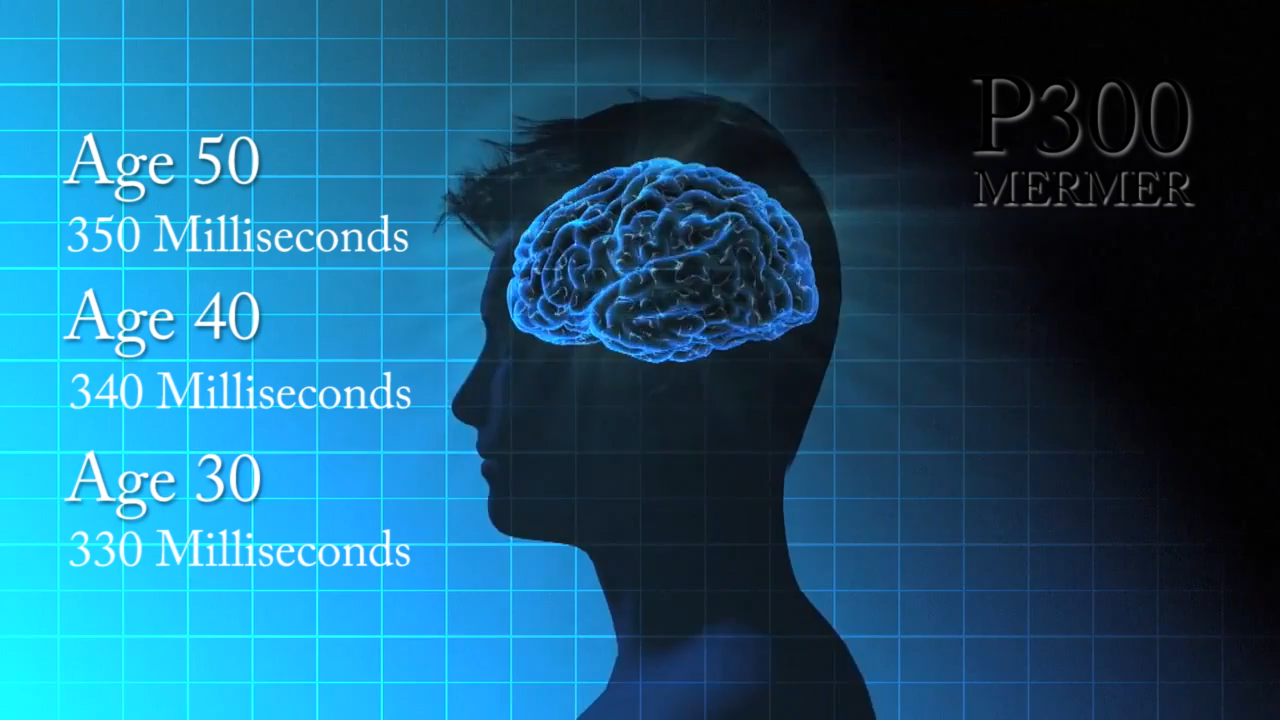 Age 50
350 Milliseconds
Age 40
340 Milliseconds
Age 30
330 Milliseconds
P300
MERMER